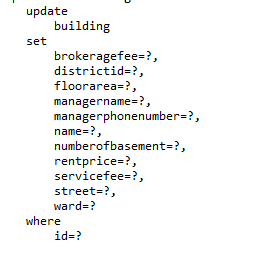 update
building
set
brokeragefee=?,
districtid=?,
floorarea=?,
managername=?,
managerphonenumber=?,
name=?,
numberofbasement=?,
rentprice=?,
servicefee=?,
street=?,
ward=?
where
id=?